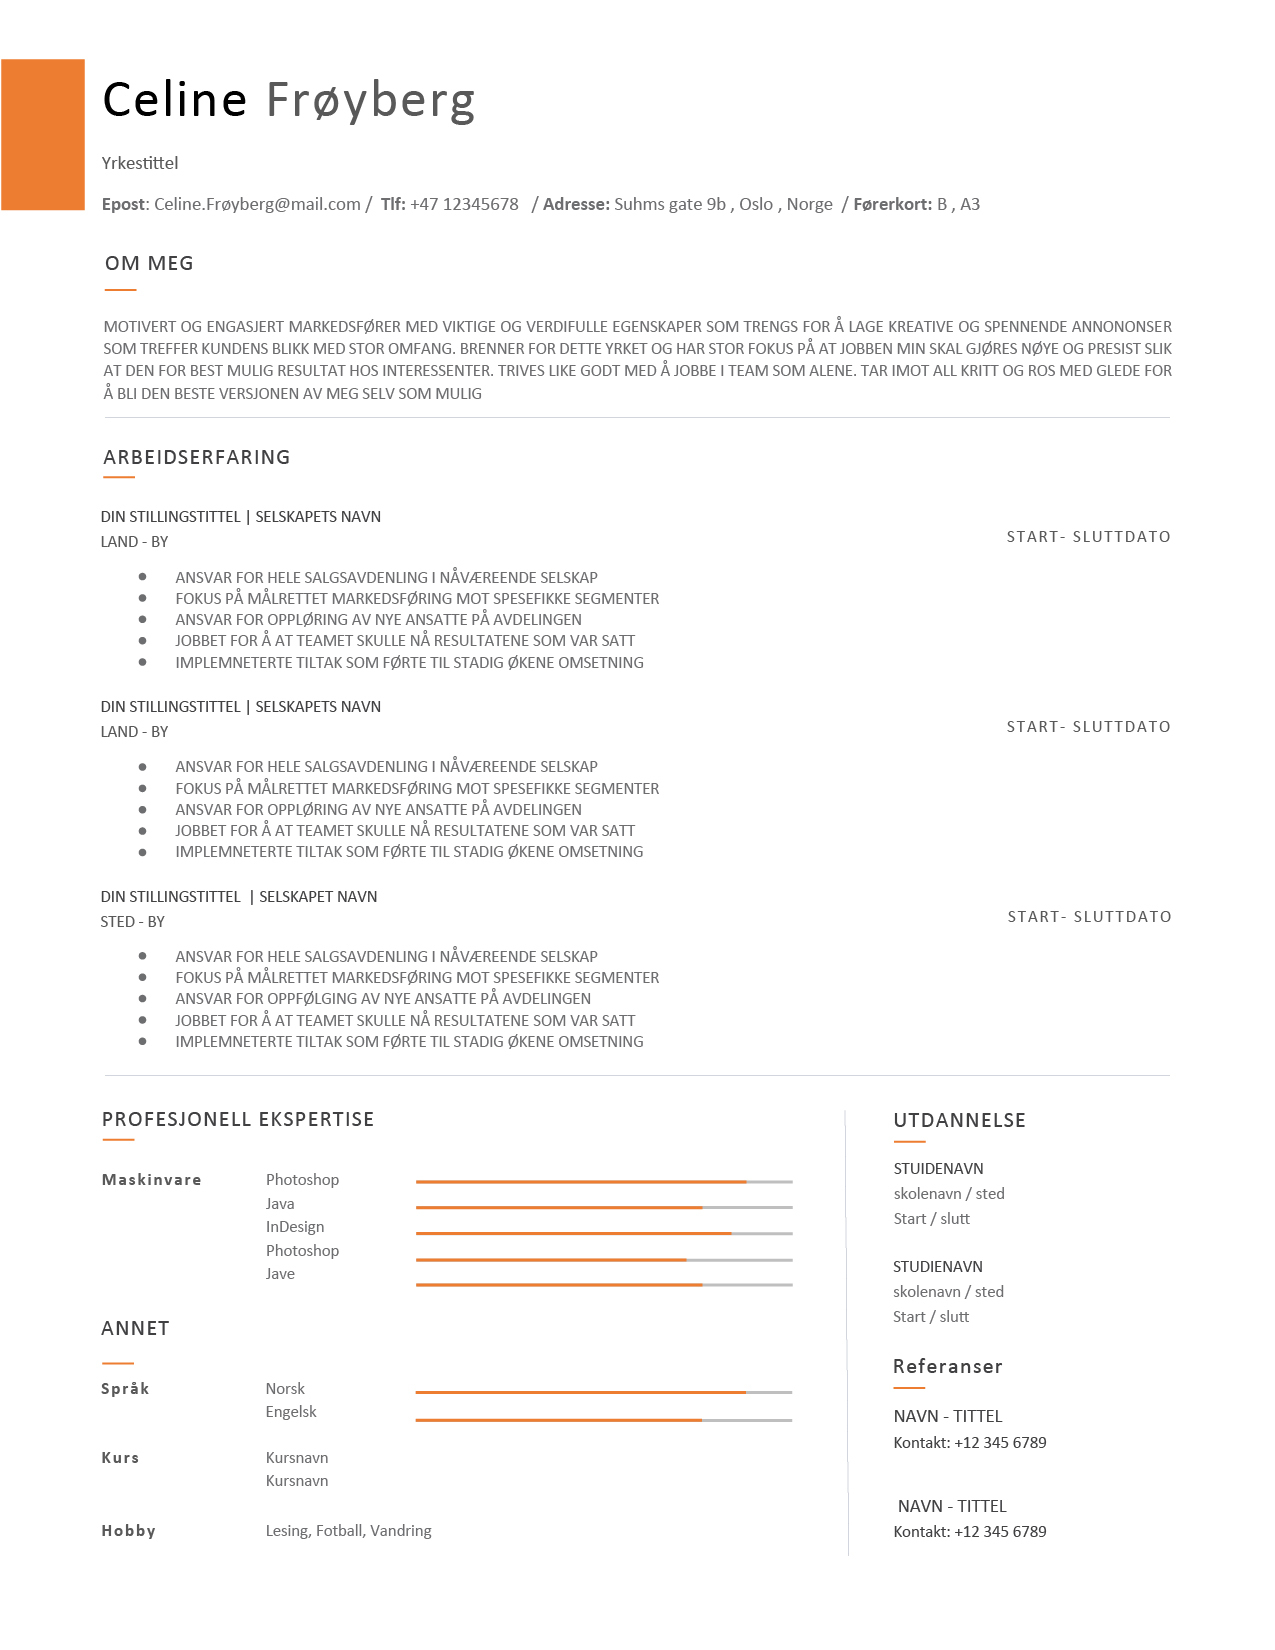 Celine Frøyberg
Yrkestittel
Epost: Celine.Frøyberg@mail.com / Tlf: +47 12345678 / Adresse: Suhms gate 9b , Oslo , Norge / Førerkort: B , A3
OM MEG
MOTIVERT OG ENGASJERT MARKEDSFØRER MED VIKTIGE OG VERDIFULLE EGENSKAPER SOM TRENGS FOR Å LAGE KREATIVE OG SPENNENDE ANNONONSER
SOM TREFFER KUNDENS BLIKK MED STOR OMFANG. BRENNER FOR DETTE YRKET OG HAR STOR FOKUS PÅ AT JOBBEN MIN SKAL GJØRES NØYE OG PRESIST SLIK
AT DEN FOR BEST MULIG RESULTAT HOS INTERESSENTER. TRIVES LIKE GODT MED Å JOBBE I TEAM SOM ALENE. TAR IMOT ALL KRITT OG ROS MED GLEDE FOR
Å BLI DEN BESTE VERSJONEN AV MEG SELV SOM MULIG
ARBEIDSERFARING
DIN STILLINGSTITTEL | SELSKAPETS NAVN
LAND - BY
START- SLUTTDATO
● ANSVAR FOR HELE SALGSAVDENLING I NÅVÆREENDE SELSKAP
● FOKUS PÅ MÅLRETTET MARKEDSFØRING MOT SPESEFIKKE SEGMENTER
● ANSVAR FOR OPPLØRING AV NYE ANSATTE PÅ AVDELINGEN
● JOBBET FOR Å AT TEAMET SKULLE NÅ RESULTATENE SOM VAR SATT
● IMPLEMNETERTE TILTAK SOM FØRTE TIL STADIG ØKENE OMSETNING
DIN STILLINGSTITTEL | SELSKAPETS NAVN
LAND - BY
START- SLUTTDATO
● ANSVAR FOR HELE SALGSAVDENLING I NÅVÆREENDE SELSKAP
● FOKUS PÅ MÅLRETTET MARKEDSFØRING MOT SPESEFIKKE SEGMENTER
● ANSVAR FOR OPPLØRING AV NYE ANSATTE PÅ AVDELINGEN
● JOBBET FOR Å AT TEAMET SKULLE NÅ RESULTATENE SOM VAR SATT
● IMPLEMNETERTE TILTAK SOM FØRTE TIL STADIG ØKENE OMSETNING
DIN STILLINGSTITTEL | SELSKAPET NAVN
STED - BY
START- SLUTTDATO
● ANSVAR FOR HELE SALGSAVDENLING I NÅVÆREENDE SELSKAP
● FOKUS PÅ MÅLRETTET MARKEDSFØRING MOT SPESEFIKKE SEGMENTER
● ANSVAR FOR OPPFØLGING AV NYE ANSATTE PÅ AVDELINGEN
● JOBBET FOR Å AT TEAMET SKULLE NÅ RESULTATENE SOM VAR SATT
● IMPLEMNETERTE TILTAK SOM FØRTE TIL STADIG ØKENE OMSETNING
PROFESJONELL EKSPERTISE
Maskinvare Photoshop
Java
InDesign
Photoshop
Jave
ANNET
Språk Norsk
Engelsk
Kurs Kursnavn
Kursnavn
Hobby Lesing, Fotball, Vandring
UTDANNELSE
STUIDENAVN
skolenavn / sted
Start / slutt
STUDIENAVN
skolenavn / sted
Start / slutt
Referanser
NAVN - TITTEL
Kontakt: +12 345 6789
NAVN - TITTEL
Kontakt: +12 345 6789